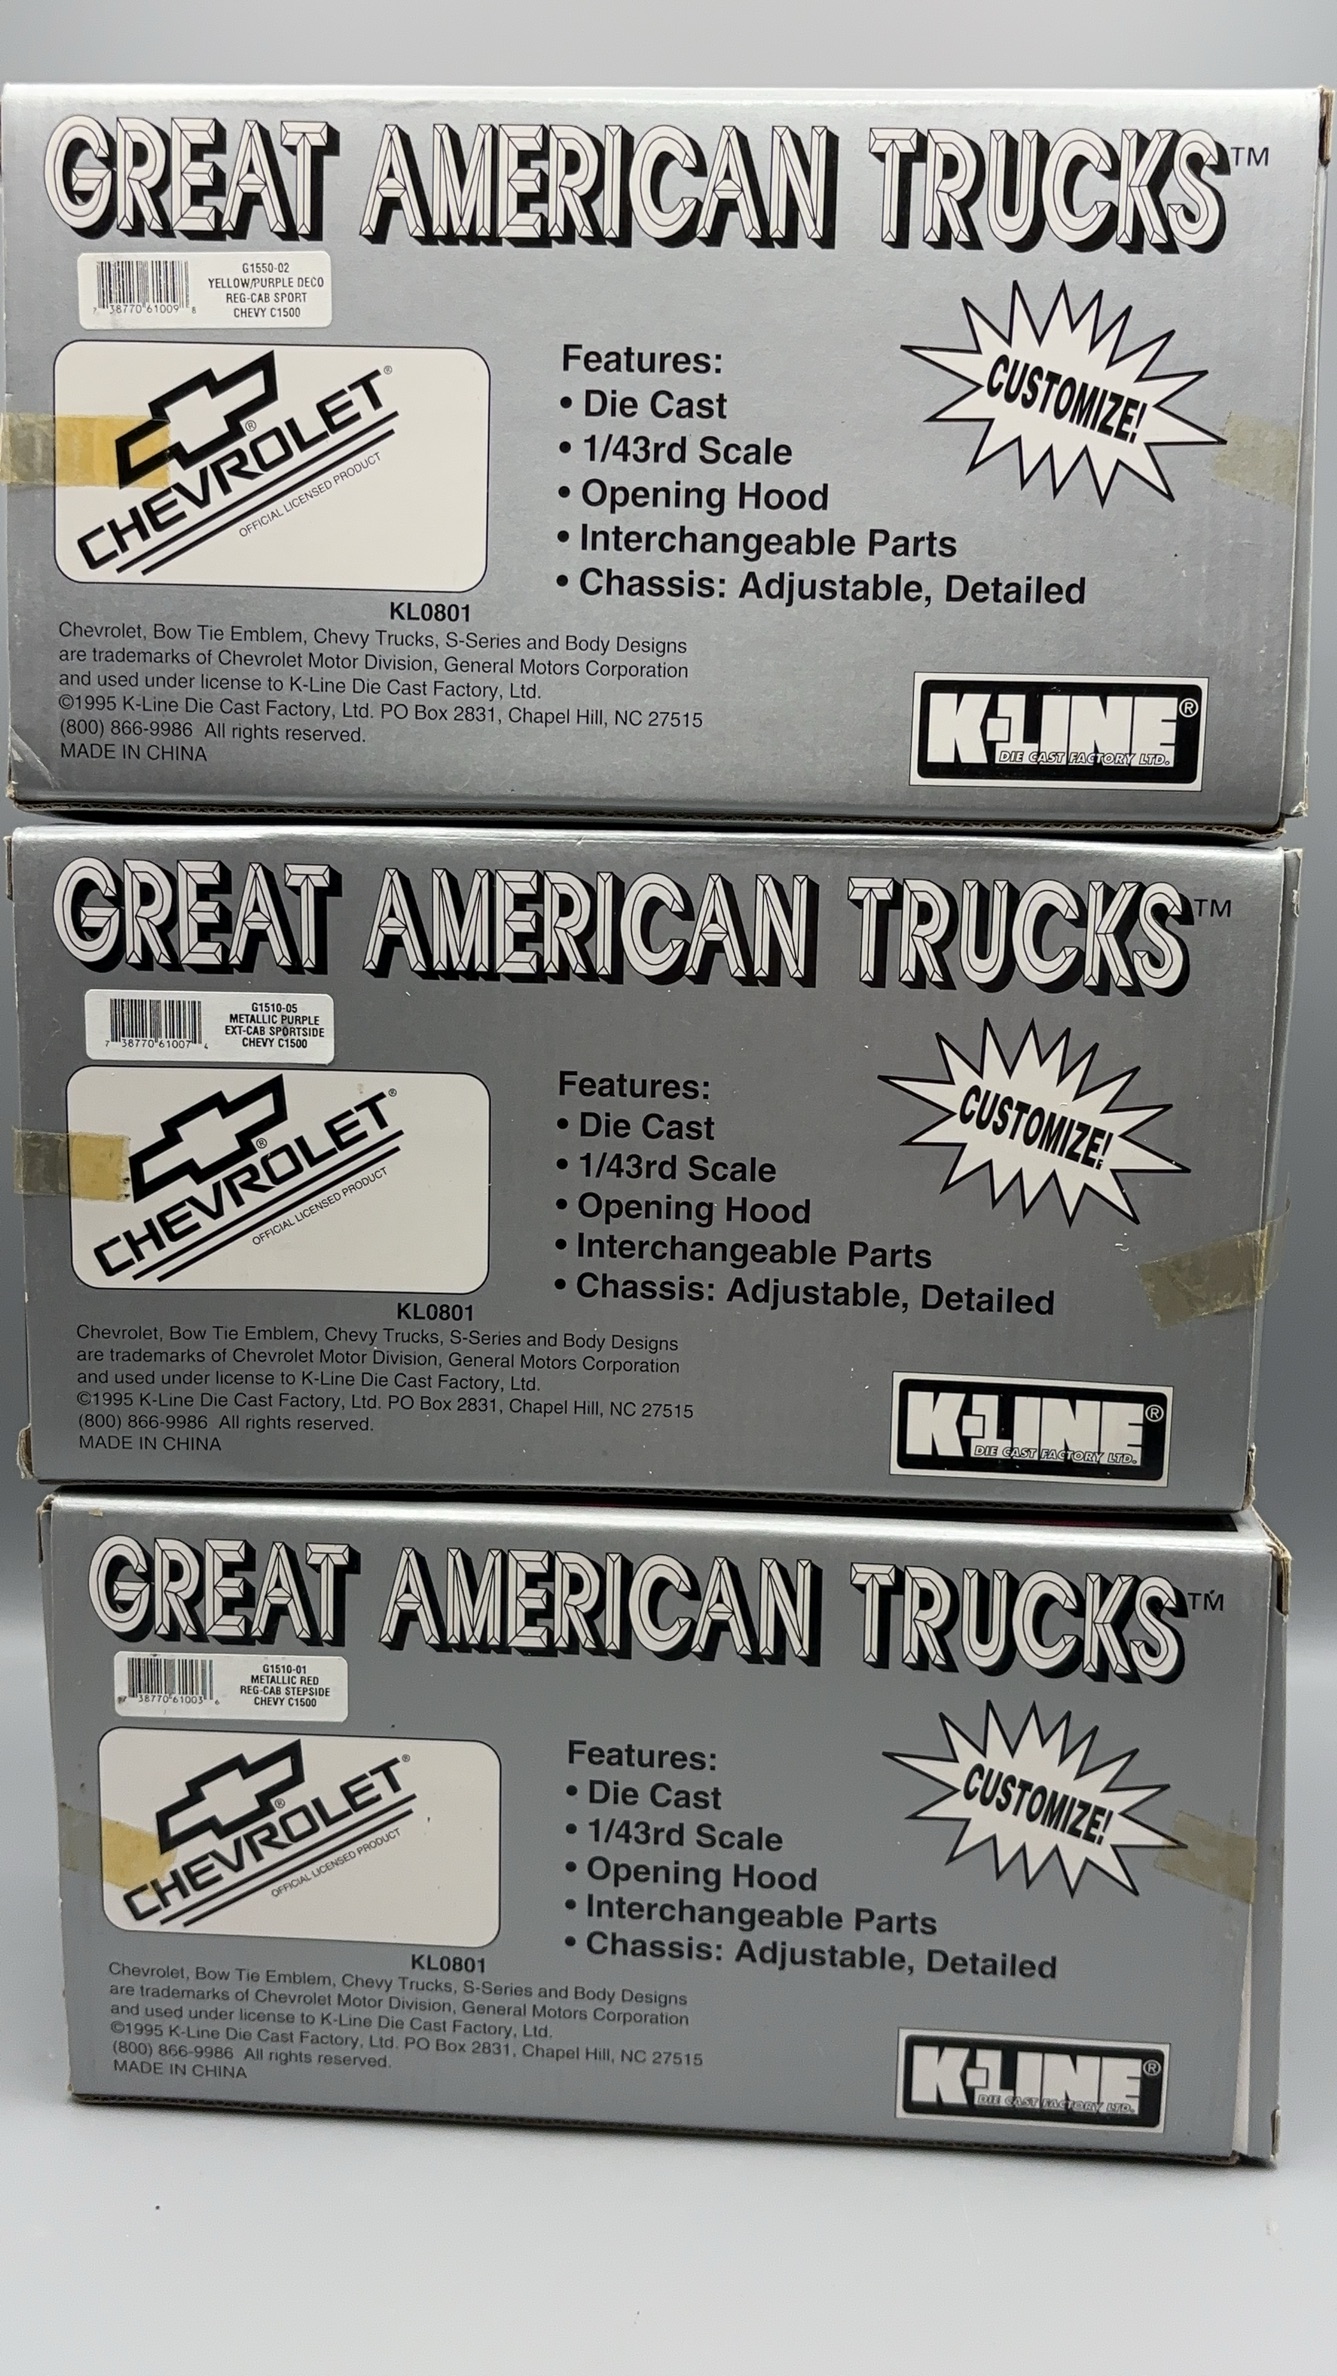 GREAT AMERICAN TRUCKS™
G1550-02
YELLOW/PURPLE DECO
REG-CAB SPORT
CHEVY C1500
7 38770 61009 8
CHEVROLET®
®
OFFICIAL LICENSED PRODUCT
Features:
• Die Cast
• 1/43rd Scale
• Opening Hood
• Interchangeable Parts
• Chassis: Adjustable, Detailed
CUSTOMIZE!
KL0801
Chevrolet, Bow Tie Emblem, Chevy Trucks, S-Series and Body Designs
are trademarks of Chevrolet Motor Division, General Motors Corporation
and used under license to K-Line Die Cast Factory, Ltd.
©1995 K-Line Die Cast Factory, Ltd. PO Box 2831, Chapel Hill, NC 27515
(800) 866-9986 All rights reserved.
MADE IN CHINA
K-LINE®
DIE CAST FACTORY LTD.
GREAT AMERICAN TRUCKS™
G1510-05
METALLIC PURPLE
EXT-CAB SPORTSIDE
CHEVY C1500
7 38770 61007 4
CHEVROLET®
®
OFFICIAL LICENSED PRODUCT
Features:
• Die Cast
• 1/43rd Scale
• Opening Hood
• Interchangeable Parts
• Chassis: Adjustable, Detailed
CUSTOMIZE!
KL0801
Chevrolet, Bow Tie Emblem, Chevy Trucks, S-Series and Body Designs
are trademarks of Chevrolet Motor Division, General Motors Corporation
and used under license to K-Line Die Cast Factory, Ltd.
©1995 K-Line Die Cast Factory, Ltd. PO Box 2831, Chapel Hill, NC 27515
(800) 866-9986 All rights reserved.
MADE IN CHINA
K-LINE®
DIE CAST FACTORY LTD.
GREAT AMERICAN TRUCKS™
G1510-01
METALLIC RED
REG-CAB STEPSIDE
CHEVY C1500
7 38770 61003 6
CHEVROLET®
®
OFFICIAL LICENSED PRODUCT
Features:
• Die Cast
• 1/43rd Scale
• Opening Hood
• Interchangeable Parts
• Chassis: Adjustable, Detailed
CUSTOMIZE!
KL0801
Chevrolet, Bow Tie Emblem, Chevy Trucks, S-Series and Body Designs
are trademarks of Chevrolet Motor Division, General Motors Corporation
and used under license to K-Line Die Cast Factory, Ltd.
©1995 K-Line Die Cast Factory, Ltd. PO Box 2831, Chapel Hill, NC 27515
(800) 866-9986 All rights reserved.
MADE IN CHINA
K-LINE®
DIE CAST FACTORY LTD.